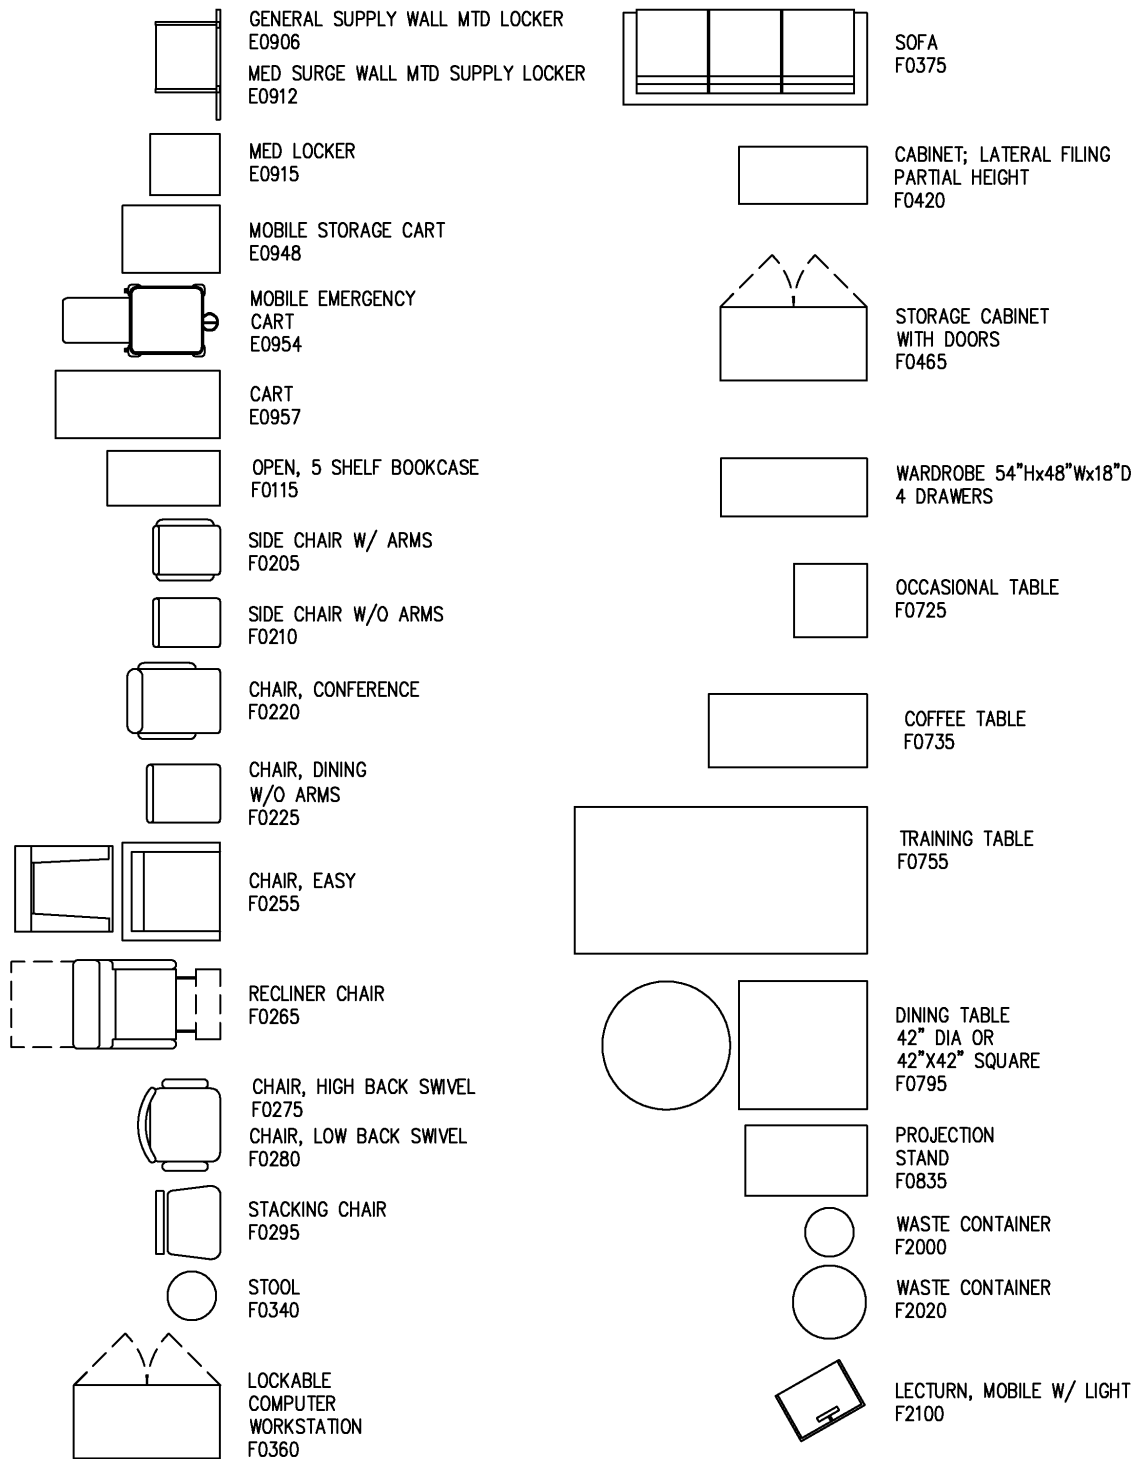 GENERAL SUPPLY WALL MTD LOCKER
E0906
MED SURGE WALL MTD SUPPLY LOCKER
E0912
MED LOCKER
E0915
MOBILE STORAGE CART
E0948
MOBILE EMERGENCY
CART
E0954
CART
E0957
OPEN, 5 SHELF BOOKCASE
F0115
SIDE CHAIR W/ ARMS
F0205
SIDE CHAIR W/O ARMS
F0210
CHAIR, CONFERENCE
F0220
CHAIR, DINING
W/O ARMS
F0225
CHAIR, EASY
F0255
RECLINER CHAIR
F0265
CHAIR, HIGH BACK SWIVEL
F0275
CHAIR, LOW BACK SWIVEL
F0280
STACKING CHAIR
F0295
STOOL
F0340
LOCKABLE
COMPUTER
WORKSTATION
F0360
SOFA
F0375
CABINET; LATERAL FILING
PARTIAL HEIGHT
F0420
STORAGE CABINET
WITH DOORS
F0465
WARDROBE 54"Hx48"Wx18"D
4 DRAWERS
OCCASIONAL TABLE
F0725
COFFEE TABLE
F0735
TRAINING TABLE
F0755
DINING TABLE
42" DIA OR
42"X42" SQUARE
F0795
PROJECTION
STAND
F0835
WASTE CONTAINER
F2000
WASTE CONTAINER
F2020
LECTURN, MOBILE W/ LIGHT
F2100